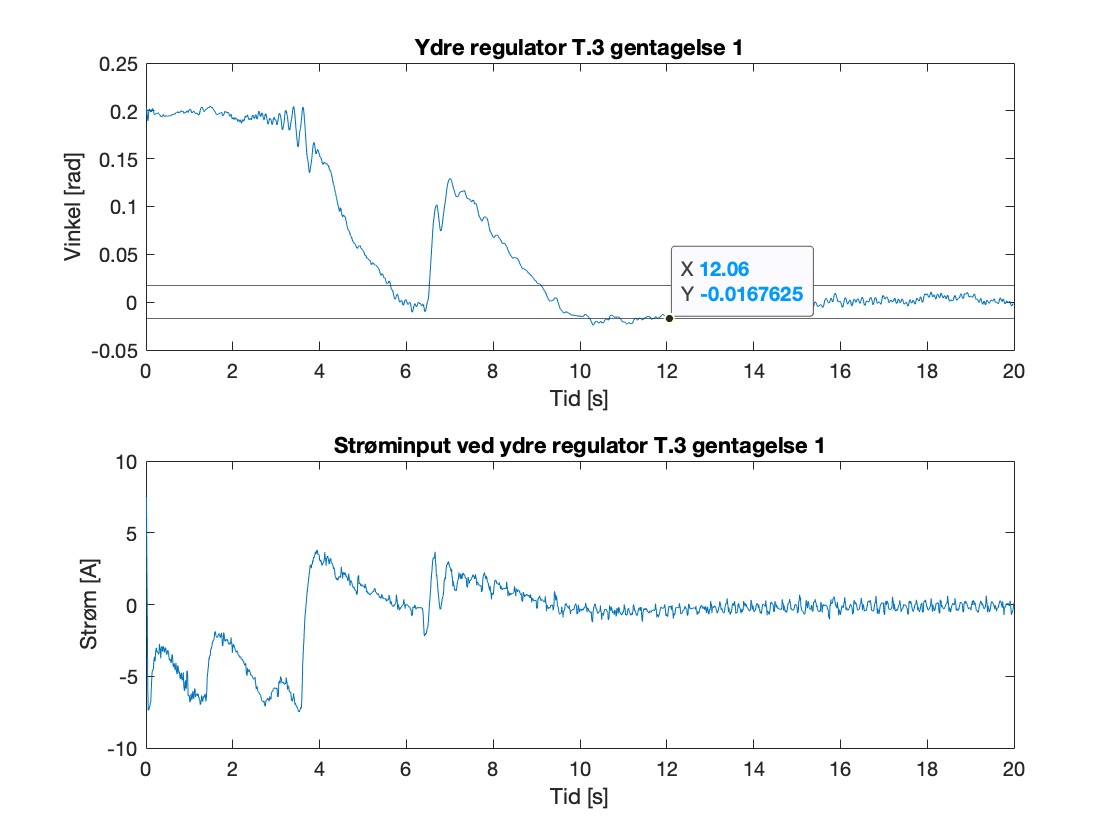 Ydre regulator T.3 gentagelse 1
0.25
0.2
0.15
0.1
0.05
0
-0.05
Vinkel [rad]
X 12.06
Y -0.0167625
0 2 4 6 8 10 12 14 16 18 20
Tid [s]
Strøminput ved ydre regulator T.3 gentagelse 1
10
5
0
-5
-10
Strøm [A]
0 2 4 6 8 10 12 14 16 18 20
Tid [s]